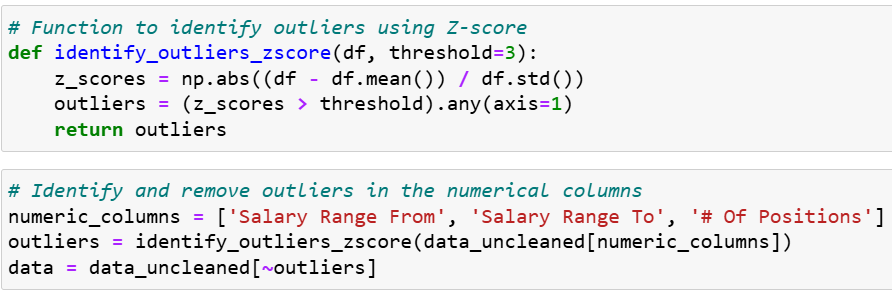 # Function to identify outliers using Z-score
def identify_outliers_zscore(df, threshold=3):
    z_scores = np.abs((df - df.mean()) / df.std())
    outliers = (z_scores > threshold).any(axis=1)
    return outliers
# Identify and remove outliers in the numerical columns
numeric_columns = ['Salary Range From', 'Salary Range To', '# Of Positions']
outliers = identify_outliers_zscore(data_uncleaned[numeric_columns])
data = data_uncleaned[~outliers]